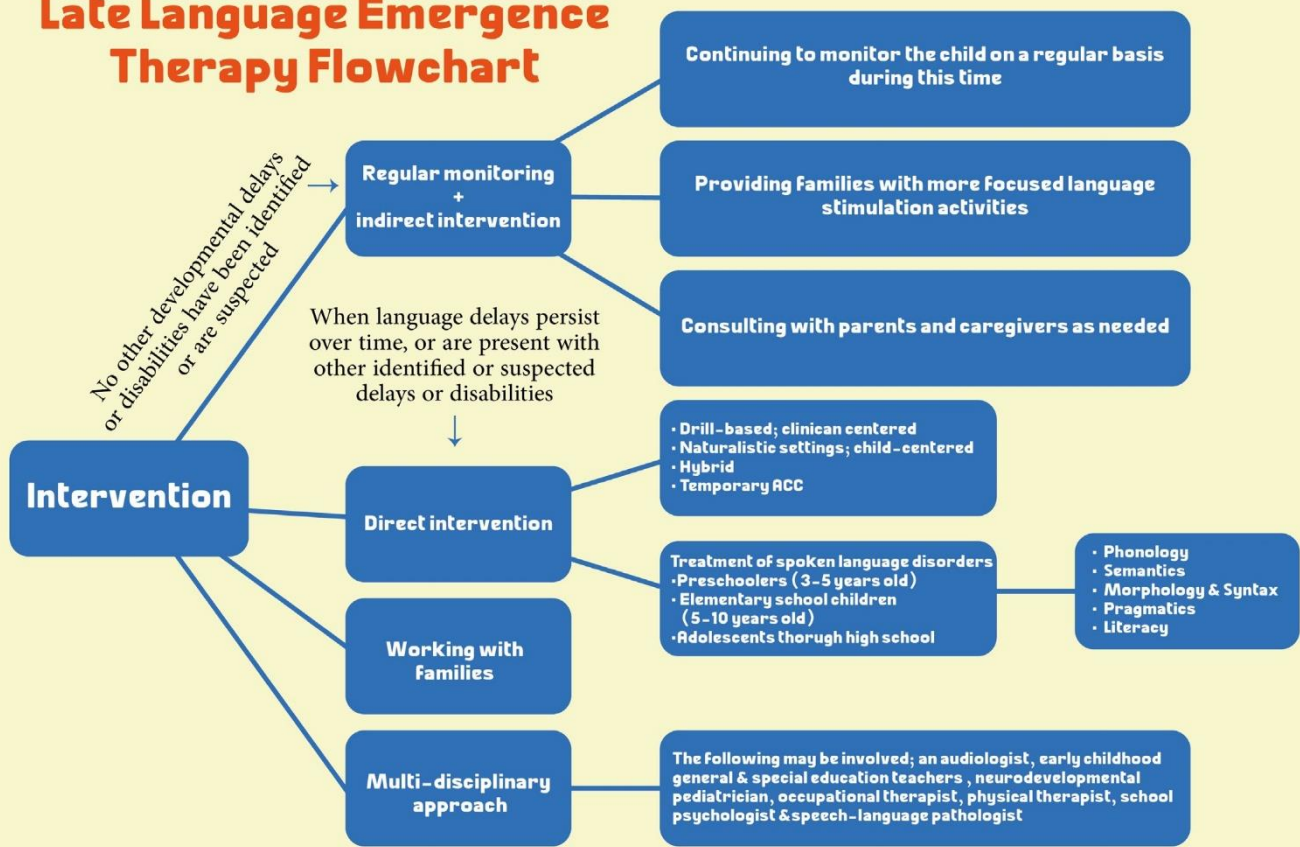 Late Language Emergence
Therapy Flowchart
Continuing to monitor the child on a regular basis
during this time
No other developmental delays
or disabilities have been identified
or are suspected
→
Regular monitoring
+
indirect intervention
Providing families with more focused language
stimulation activities
Consulting with parents and caregivers as needed
When language delays persist
over time, or are present with
other identified or suspected
delays or disabilities
↓
Intervention
Direct intervention
• Drill-based; clinican centered
• Naturalistic settings; child-centered
• Hybrid
• Temporary ACC
Treatment of spoken language disorders
•Preschoolers (3-5 years old)
• Elementary school children
(5-10 years old)
•Adolescents thorugh high school
• Phonology
• Semantics
• Morphology & Syntax
• Pragmatics
• Literacy
Working with
families
Multi-disciplinary
approach
The following may be involved; an audiologist, early childhood
general & special education teachers , neurodevelopmental
pediatrician, occupational therapist, physical therapist, school
psychologist &speech-language pathologist